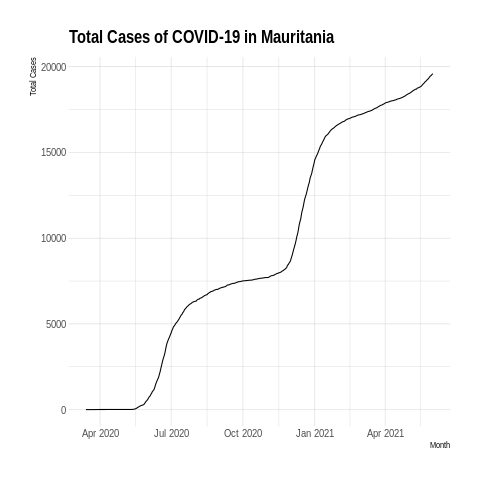 Total Cases of COVID-19 in Mauritania
Total Cases
20000
15000
10000
5000
0
Apr 2020 Jul 2020 Oct 2020 Jan 2021 Apr 2021
Month